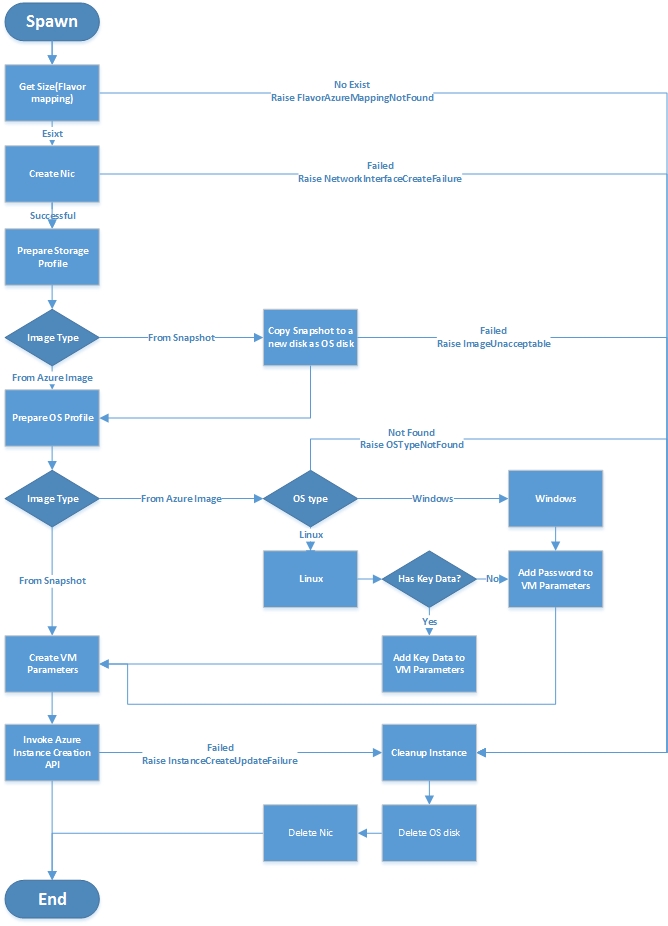 Spawn
Get Size(Flavor
mapping)
No Exist
Raise FlavorAzureMappingNotFound
Esixt
Create Nic
Failed
Raise NetworkInterfaceCreateFailure
Successful
Prepare Storage
Profile
Image Type
From Snapshot
Copy Snapshot to a
new disk as OS disk
Failed
Raise ImageUnacceptable
From Azure Image
Prepare OS Profile
Not Found
Raise OSTypeNotFound
Image Type
From Azure Image
OS type
Windows
Windows
Linux
From Snapshot
Linux
Has Key Data?
No
Add Password to
VM Parameters
Yes
Create VM
Parameters
Add Key Data to
VM Parameters
Invoke Azure
Instance Creation
API
Failed
Raise InstanceCreateUpdateFailure
Cleanup Instance
Delete Nic
Delete OS disk
End